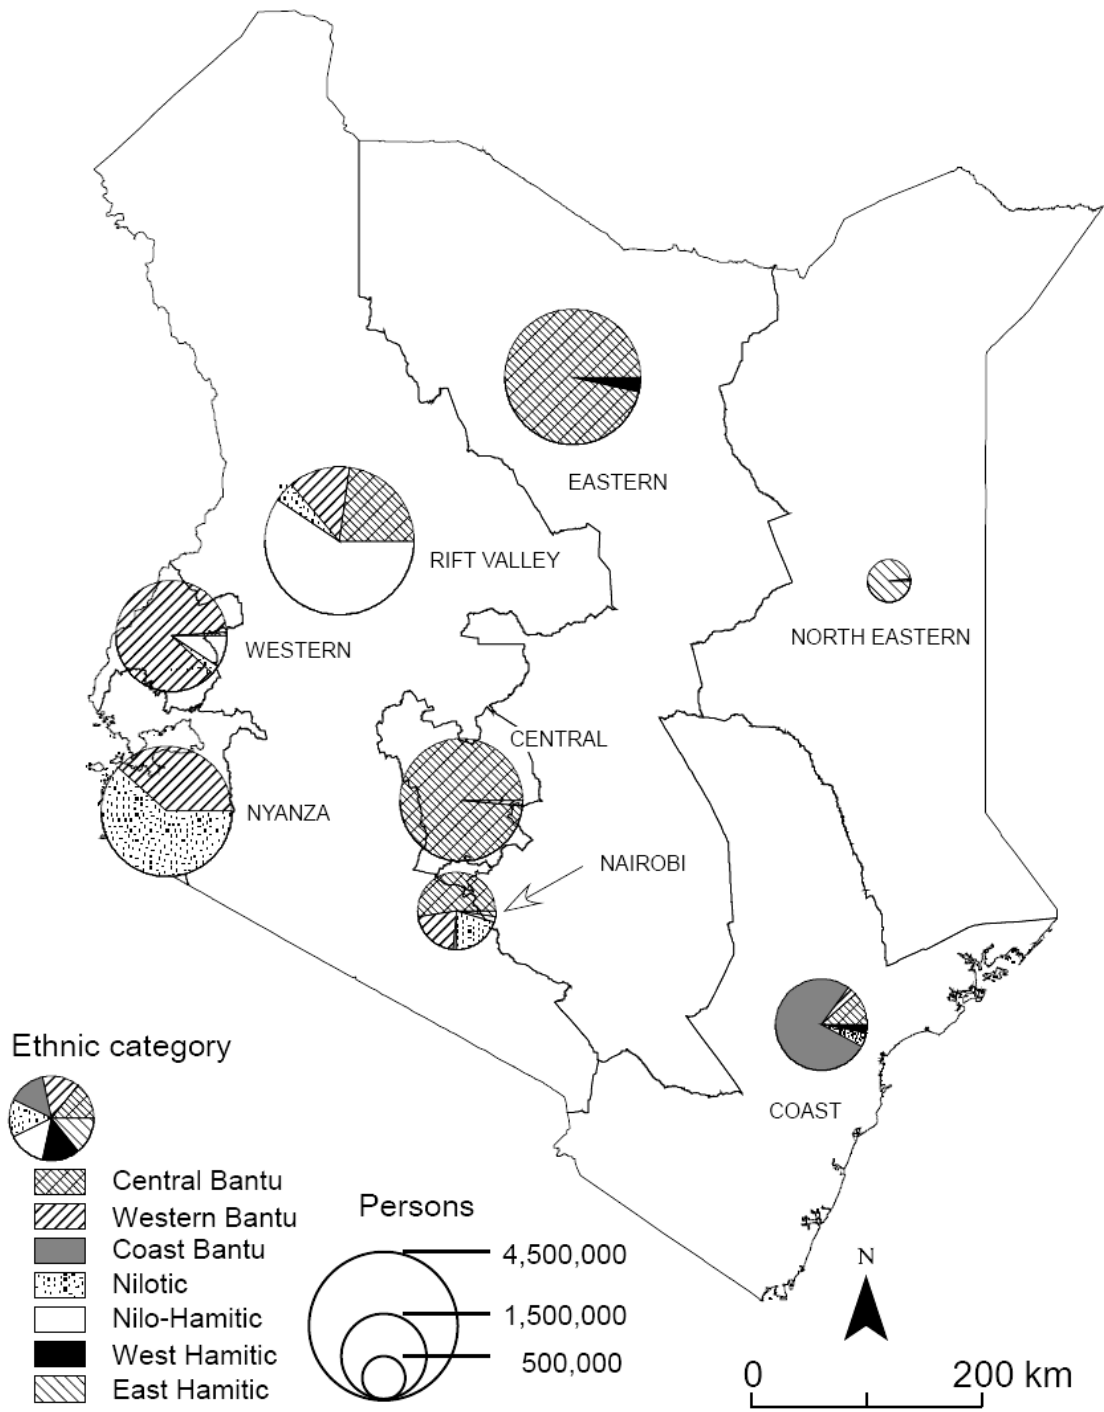 EASTERN
RIFT VALLEY
NORTH EASTERN
WESTERN
CENTRAL
NYANZA
NAIROBI
COAST
Ethnic category
Central Bantu
Western Bantu
Coast Bantu
Nilotic
Nilo-Hamitic
West Hamitic
East Hamitic
Persons
4,500,000
1,500,000
500,000
N
0 200 km